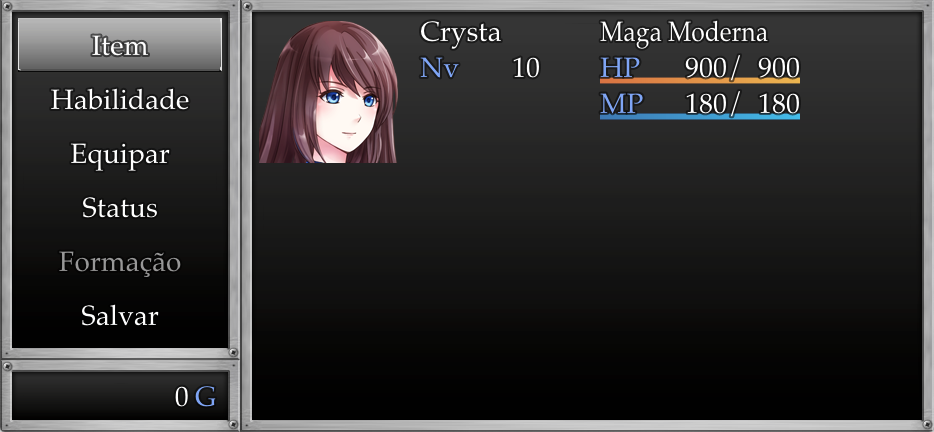 Item
Habilidade
Equipar
Status
Formação
Salvar
0 G
Crysta
Maga Moderna
Nv 10
HP 900/ 900
MP 180/ 180